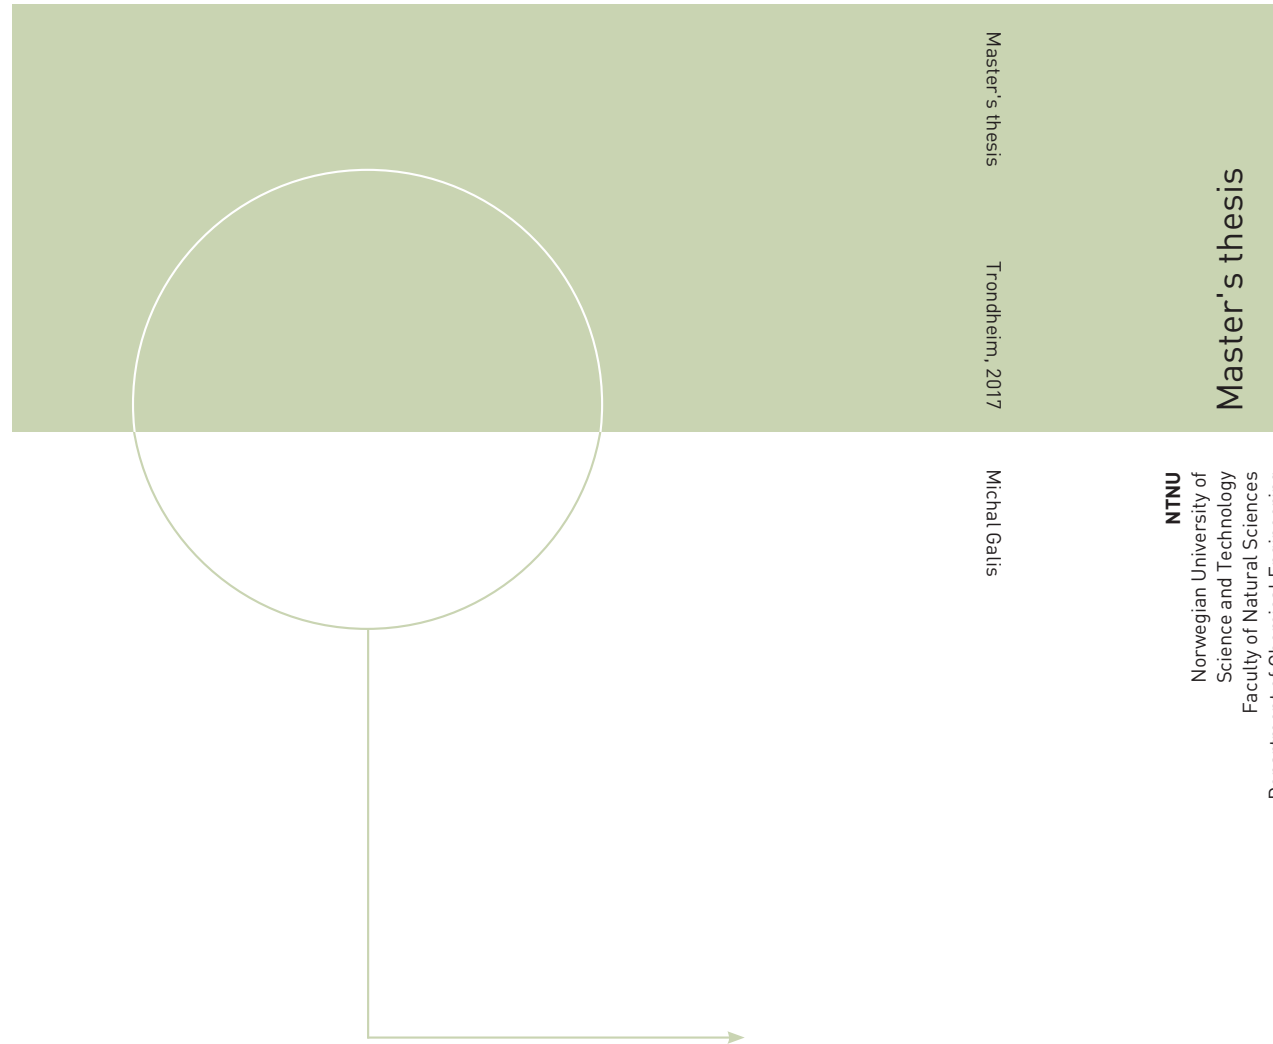 Master's thesis
Trondheim, 2017
Michal Galis
Master's thesis
NTNU
Norwegian University of
Science and Technology
Faculty of Natural Sciences